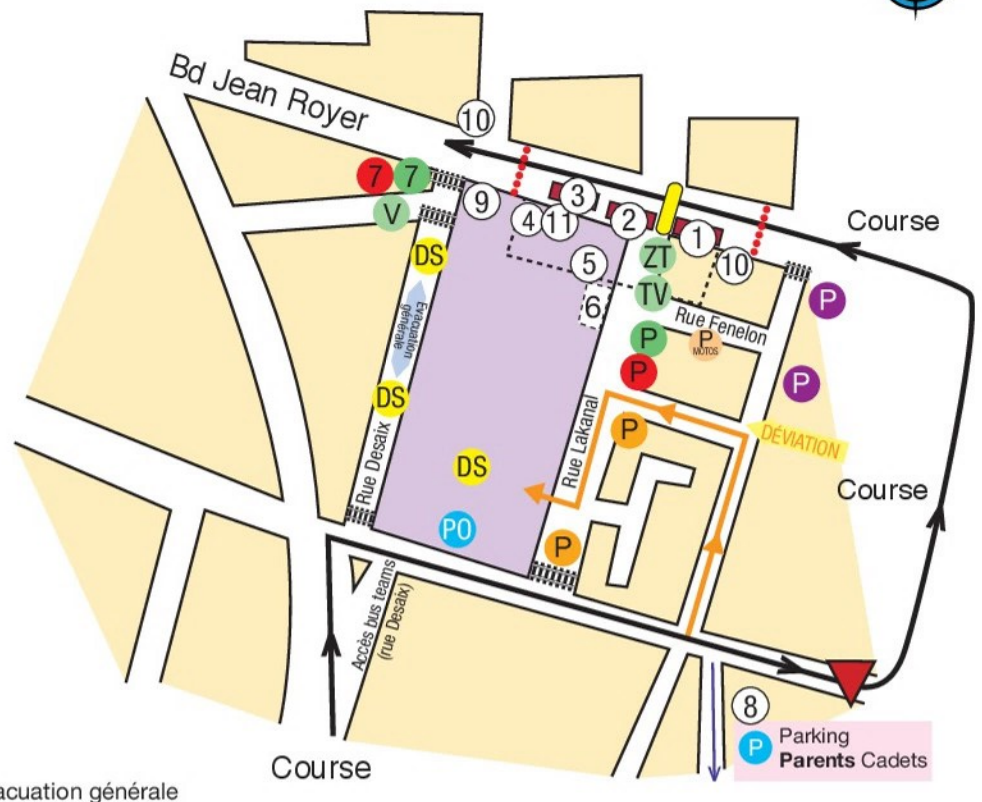 Bd Jean Royer
10
7 7
V
9
4
11
3
2
1
10
5
6
ZT
TV
Rue Fenelon
P
P
MOTOS
P
P
P
DS
Evacuation
générale
DS
Rue Desaix
DS
PO
Rue Lakanal
P
P
DÉVIATION
Course
Course
Accès bus teams
(rue Desaix)
Course
8
P
Parking
Parents Cadets
acuation générale